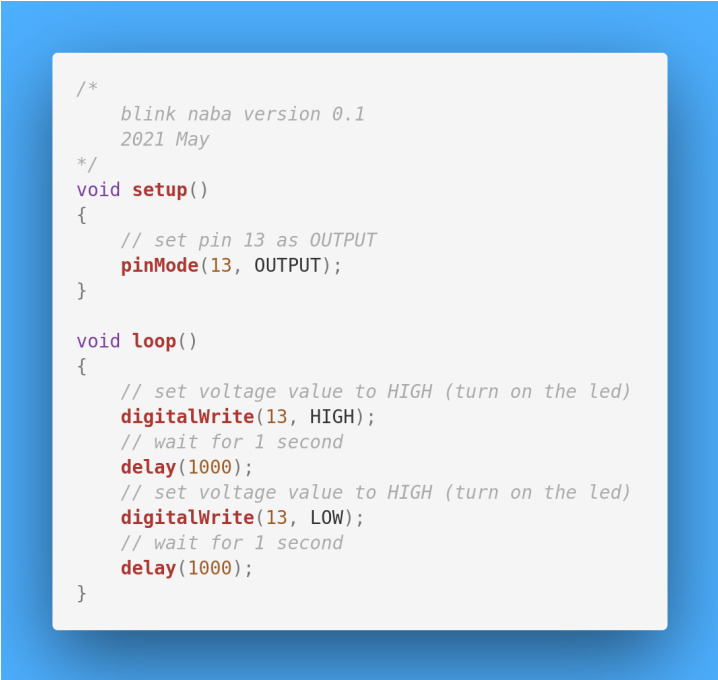 /*
    blink naba version 0.1
    2021 May
*/
void setup()
{
    // set pin 13 as OUTPUT
    pinMode(13, OUTPUT);
}

void loop()
{
    // set voltage value to HIGH (turn on the led)
    digitalWrite(13, HIGH);
    // wait for 1 second
    delay(1000);
    // set voltage value to HIGH (turn on the led)
    digitalWrite(13, LOW);
    // wait for 1 second
    delay(1000);
}